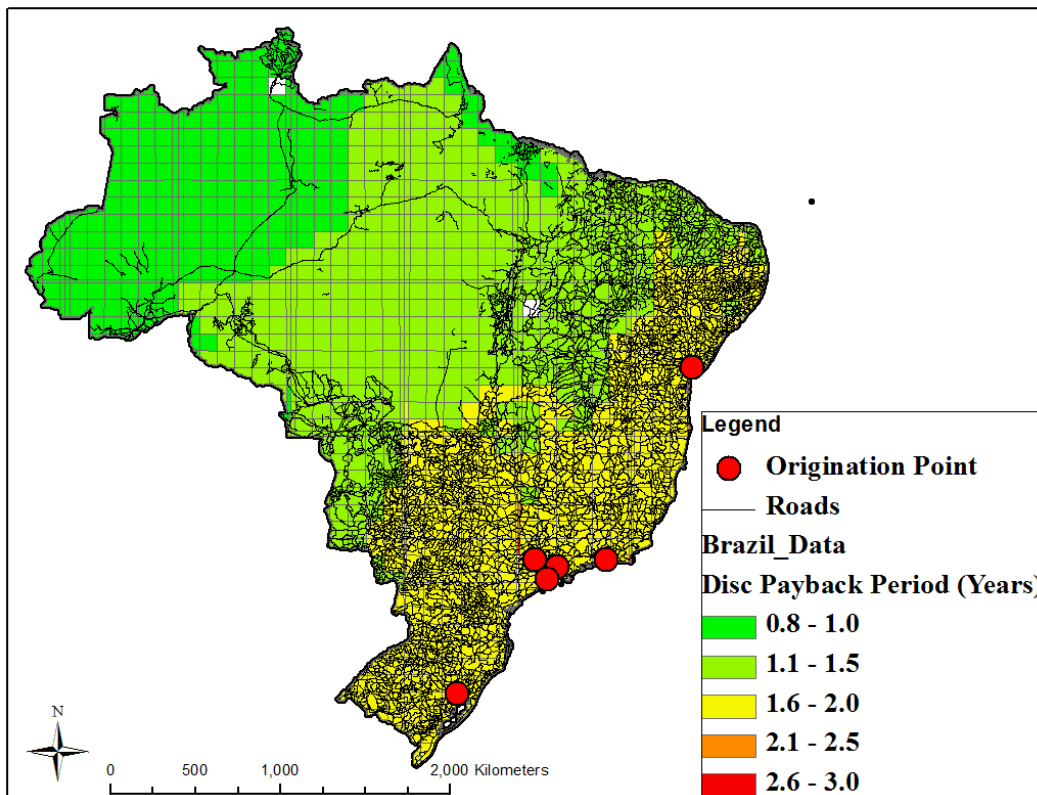 Legend
Origination Point
Roads
Brazil_Data
Disc Payback Period (Years)
0.8 - 1.0
1.1 - 1.5
1.6 - 2.0
2.1 - 2.5
2.6 - 3.0
N
0 500 1,000 2,000 Kilometers